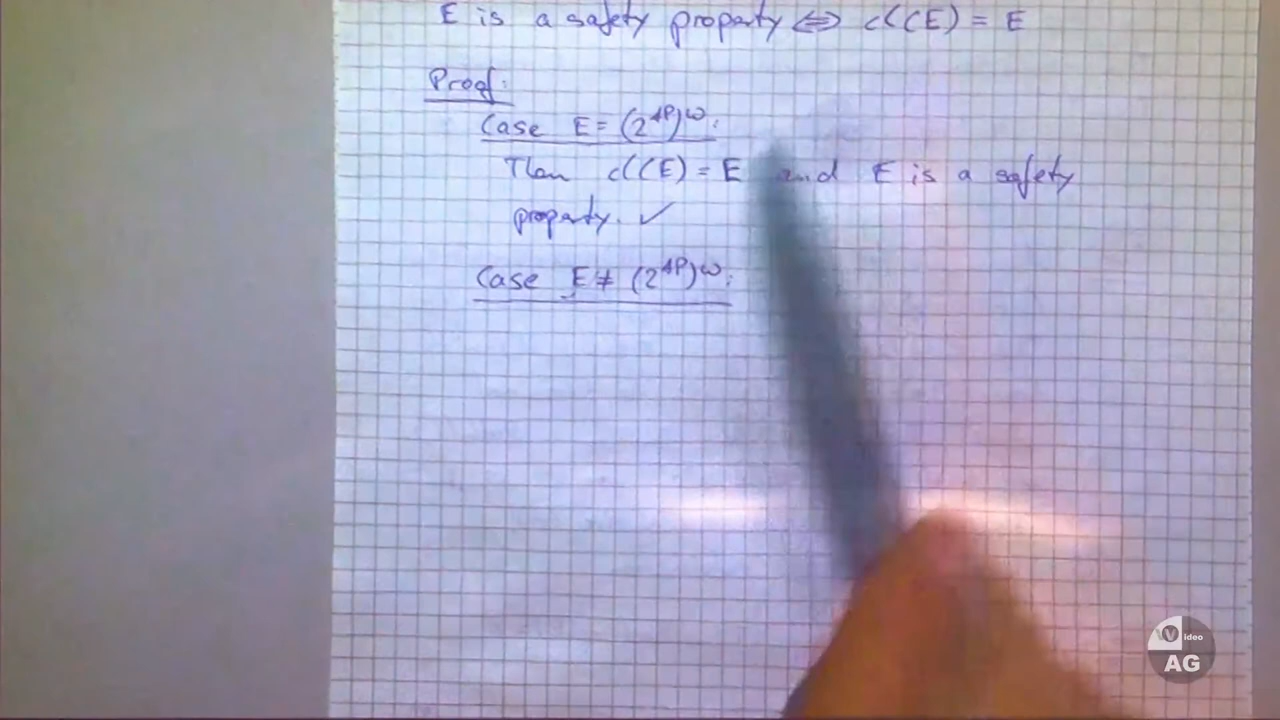 E is a safety property ⇔ cl(E) = E
Proof:
Case E = (2^AP)^ω:
Then cl(E) = E and E is a safety
property. ✓
Case E ≠ (2^AP)^ω:
Video
AG